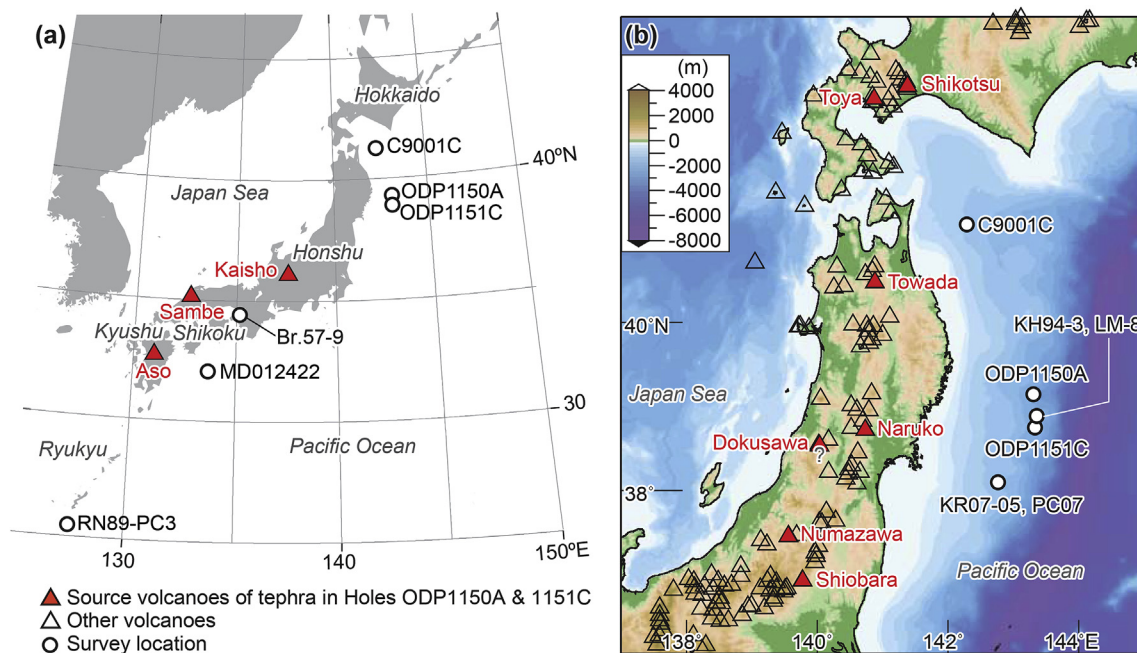 (a)
Hokkaido
C9001C
40ºN
ODP1150A
ODP1151C
Japan Sea
Honshu
Kaisho
Sambe
Kyushu
Shikoku
Br.57-9
Aso
MD012422
30
Ryukyu
Pacific Ocean
RN89-PC3
130
140
150ºE
Source volcanoes of tephra in Holes ODP1150A & 1151C
Other volcanoes
Survey location
(b)
(m)
4000
2000
0
-2000
-4000
-6000
-8000
Toya
Shikotsu
C9001C
Towada
40˚N
KH94-3, LM-8
ODP1150A
Japan Sea
Dokusawa
?
Naruko
ODP1151C
38˚
KR07-05, PC07
Numazawa
Shiobara
Pacific Ocean
138˚
140˚
142˚
144˚E